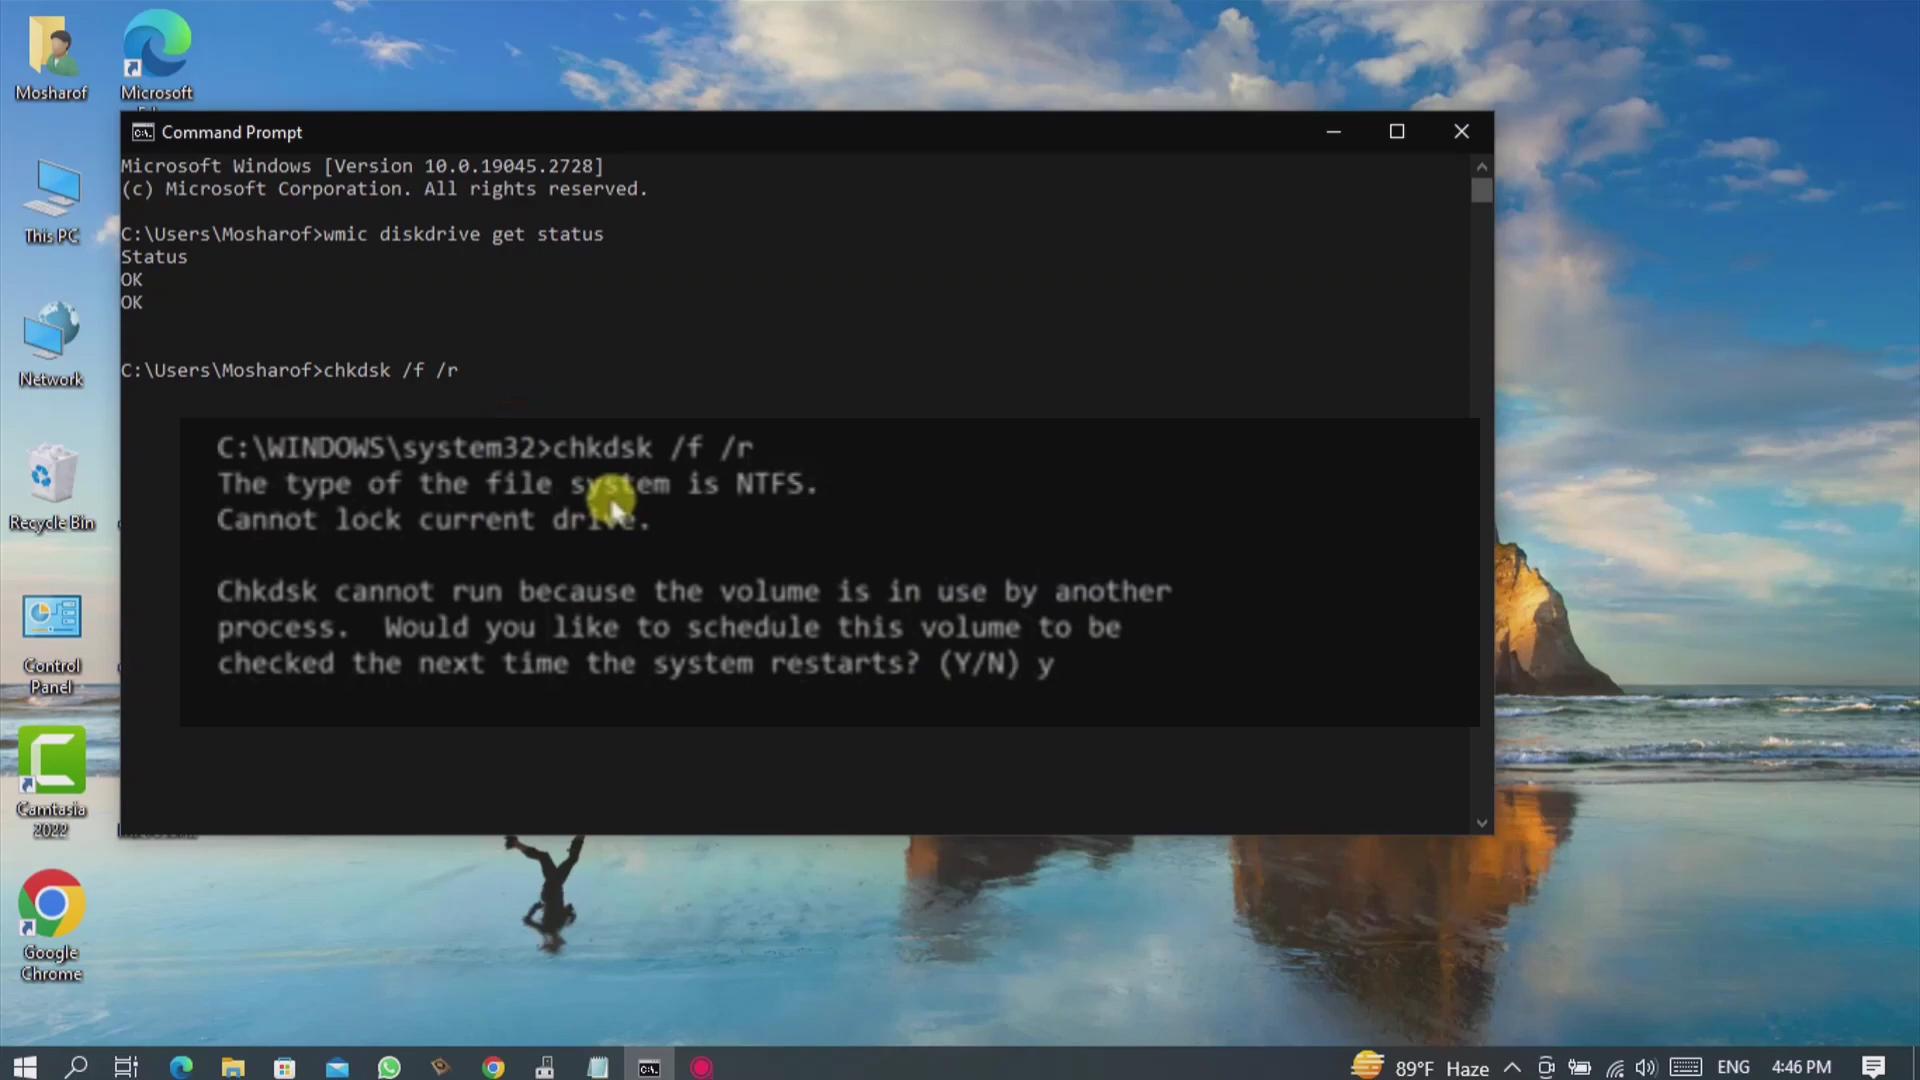 Mosharof
Microsoft
This PC
Network
Recycle Bin
Control
Panel
Camtasia
2022
Google
Chrome
Command Prompt
Microsoft Windows [Version 10.0.19045.2728]
(c) Microsoft Corporation. All rights reserved.
C:\Users\Mosharof>wmic diskdrive get status
Status
OK
OK
C:\Users\Mosharof>chkdsk /f /r
C:\WINDOWS\system32>chkdsk /f /r
The type of the file system is NTFS.
Cannot lock current drive.
Chkdsk cannot run because the volume is in use by another
process.  Would you like to schedule this volume to be
checked the next time the system restarts? (Y/N) y
89°F Haze
ENG
4:46 PM